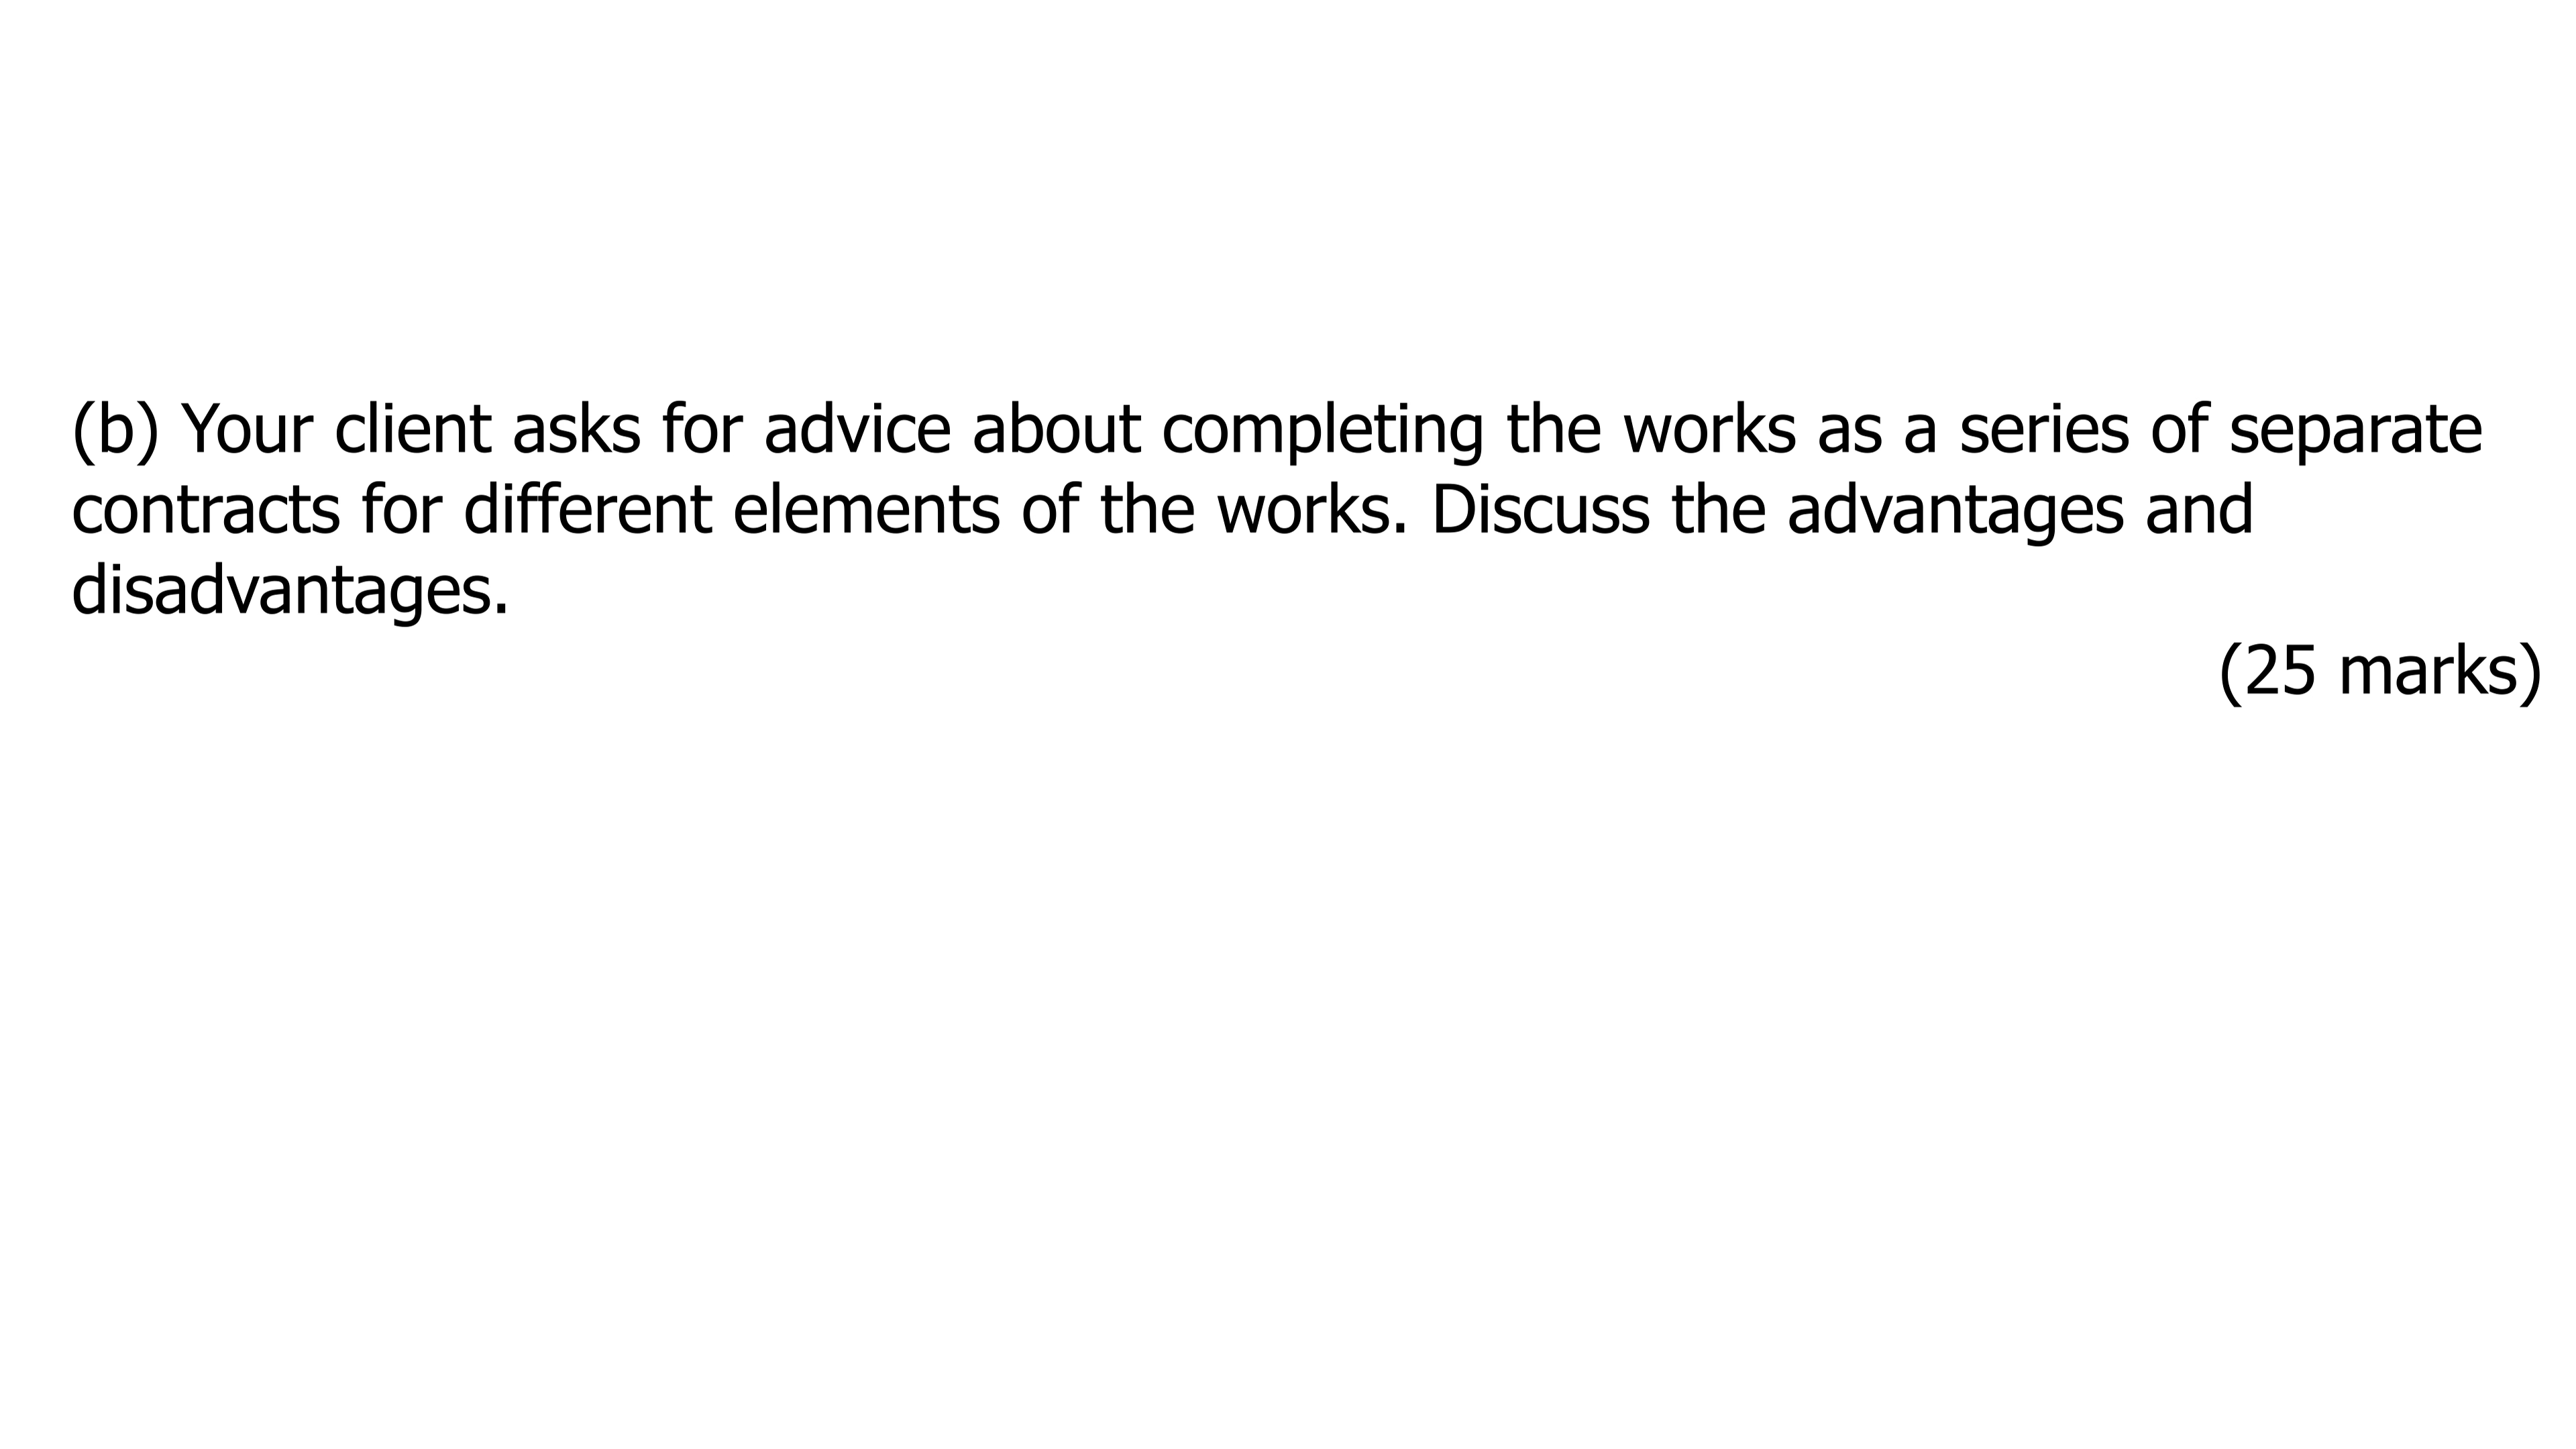 (b) Your client asks for advice about completing the works as a series of separate
contracts for different elements of the works. Discuss the advantages and
disadvantages.
(25 marks)